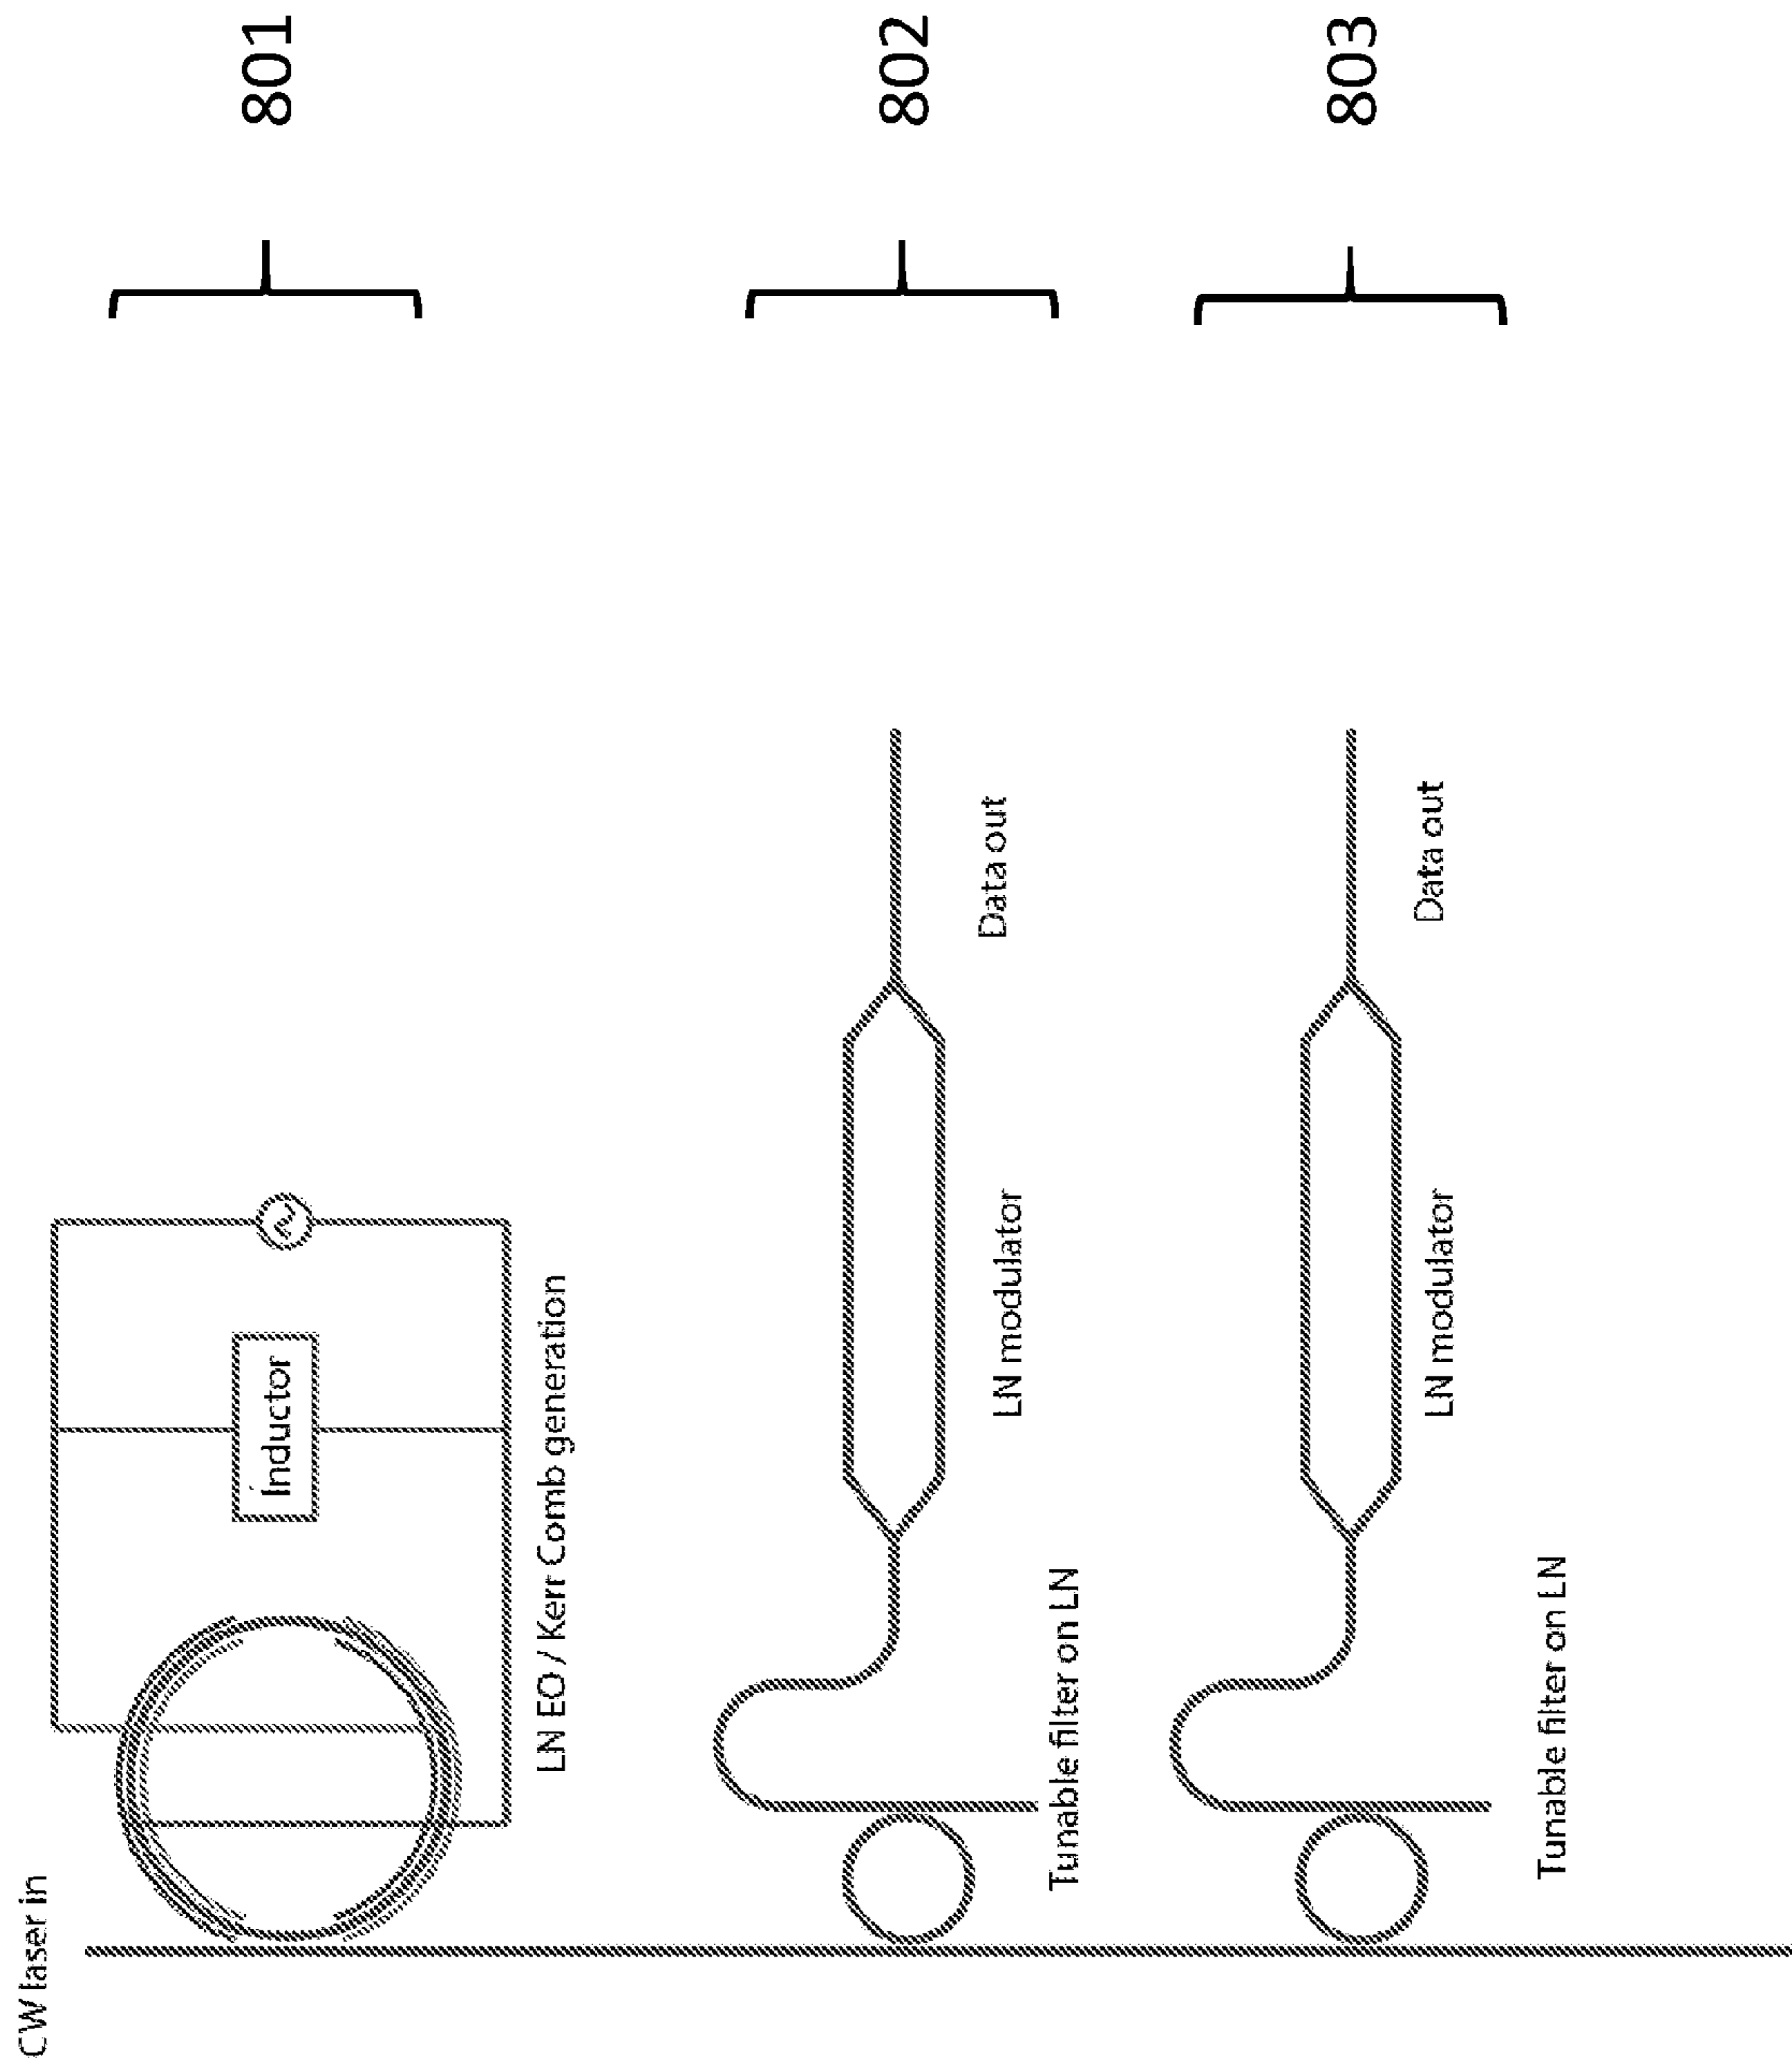 CW laser in
801
Inductor
LN EO / Kerr Comb generation
802
Data out
LN modulator
Tunable filter on LN
803
Data out
LN modulator
Tunable filter on LN